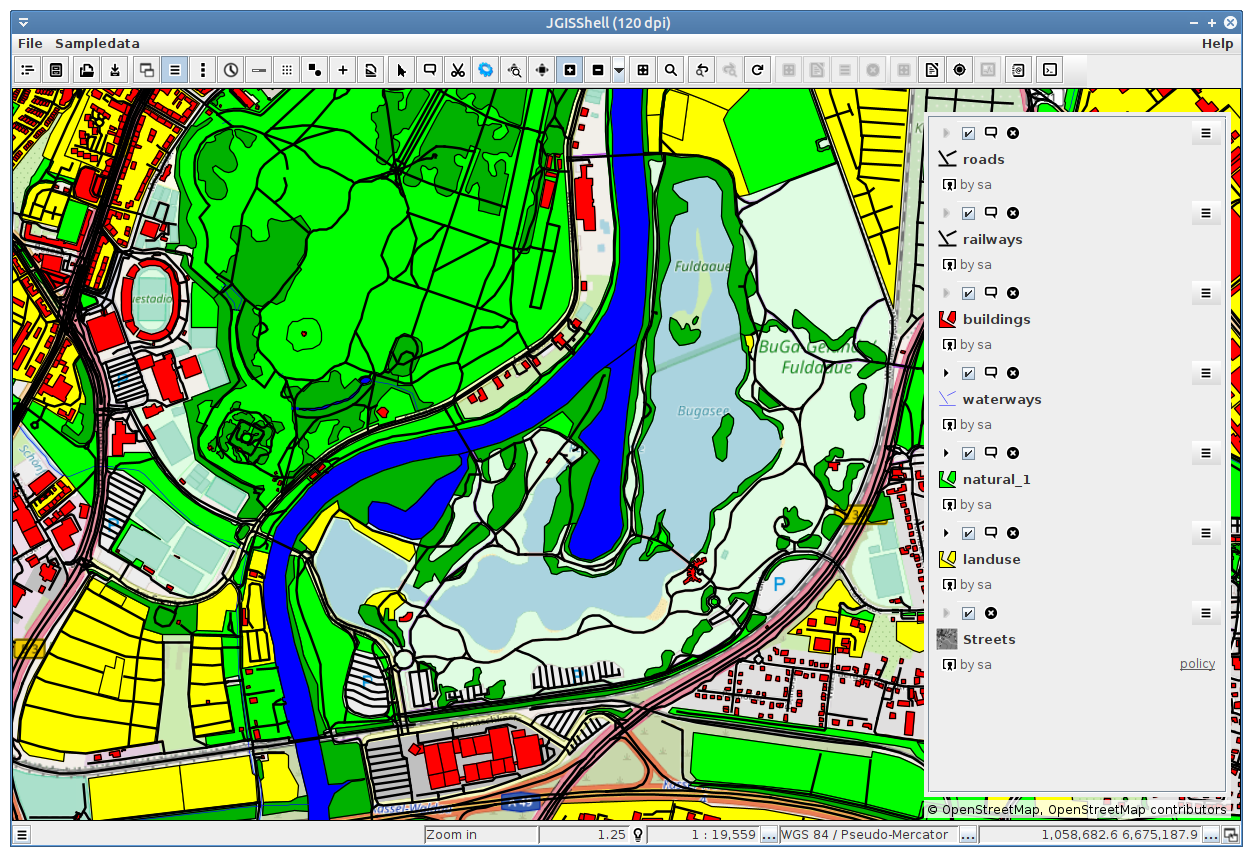 JGISShell (120 dpi)
File Sampledata Help
roads
by sa
railways
by sa
buildings
by sa
waterways
by sa
natural_1
by sa
landuse
by sa
Streets
by sa policy
Fuldaaue
BuGa Gelände/
Fuldaaue
Bugasee
P
© OpenStreetMap, OpenStreetMap contributors
Zoom in 1.25 1 : 19,559 ... WGS 84 / Pseudo-Mercator ... 1,058,682.6 6,675,187.9 ...